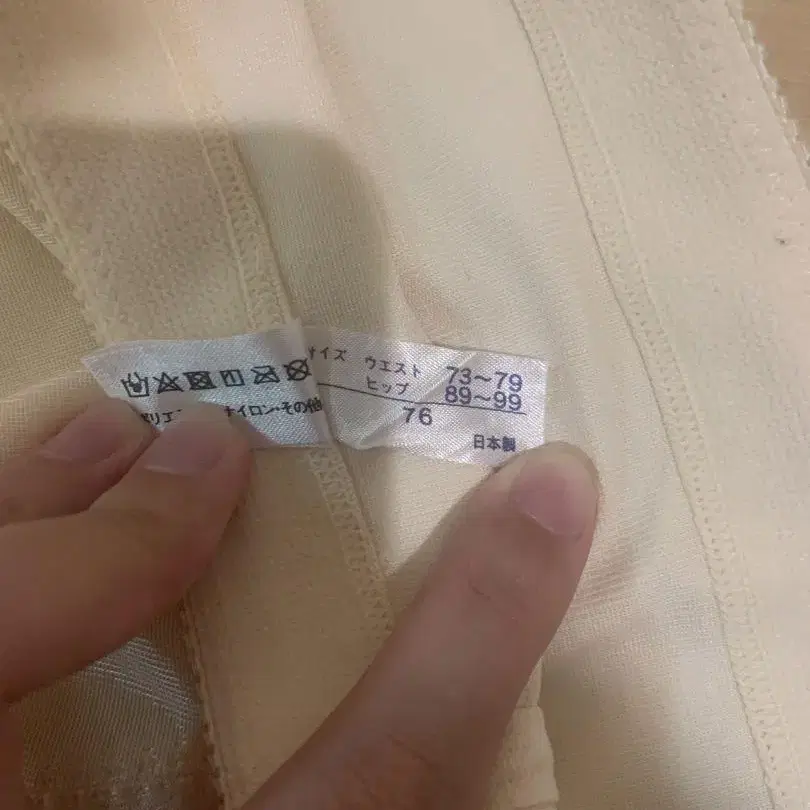 サイズ ウエスト 73~79
ヒップ 89~99
76
日本製
ナイロン・その他